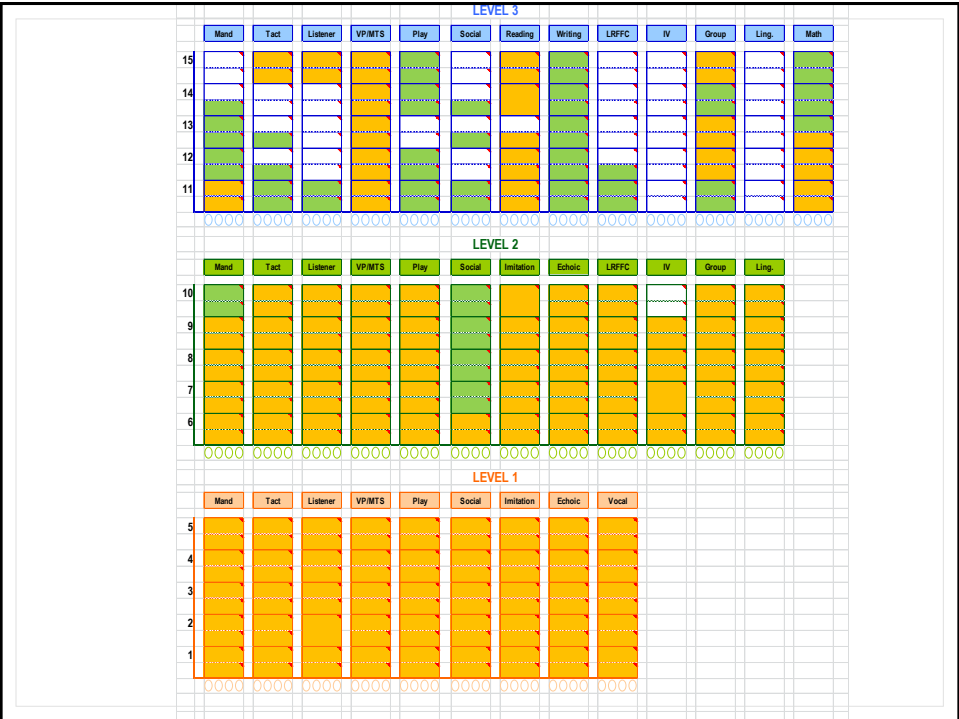 LEVEL 3
Mand Tact Listener VP/MTS Play Social Reading Writing LRFFC IV Group Ling. Math
15
14
13
12
11
LEVEL 2
Mand Tact Listener VP/MTS Play Social Imitation Echoic LRFFC IV Group Ling.
10
9
8
7
6
LEVEL 1
Mand Tact Listener VP/MTS Play Social Imitation Echoic Vocal
5
4
3
2
1